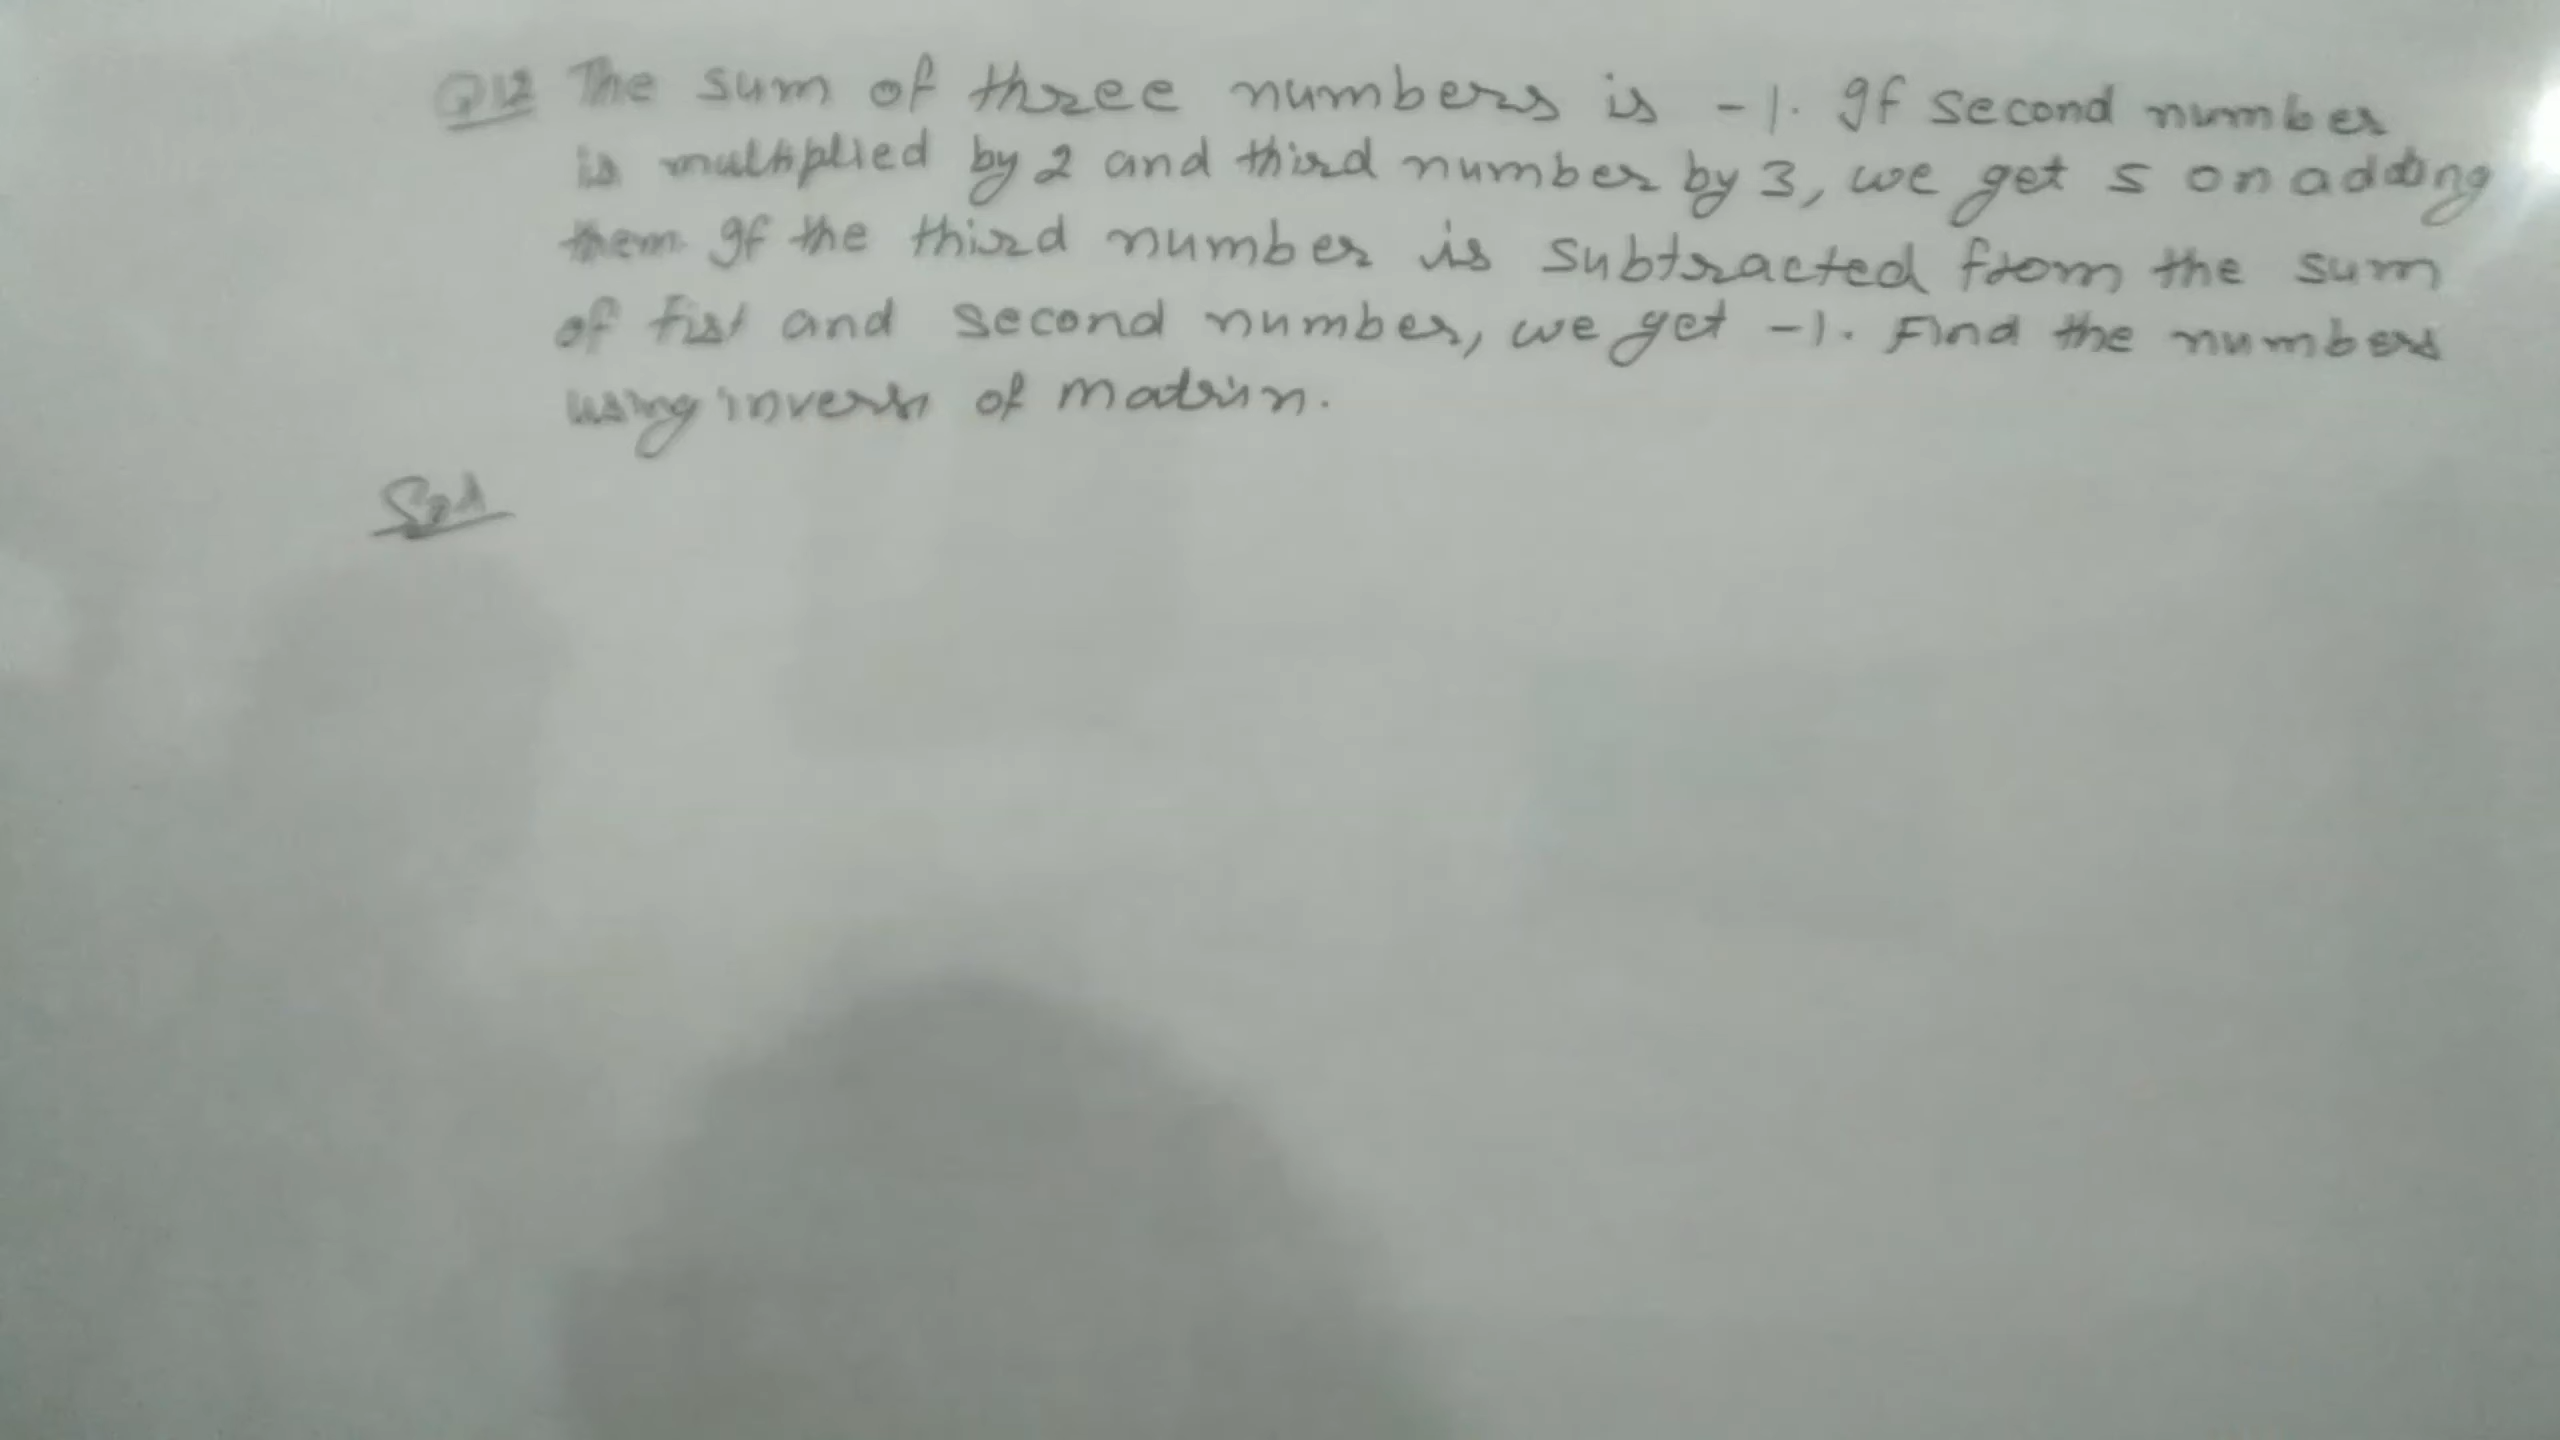 Q12 The sum of three numbers is -1. If second number
is multiplied by 2 and third number by 3, we get 5 on adding
them If the third number is subtracted from the sum
of fist and second number, we get -1. Find the numbers
using invers of matrix.
Sol